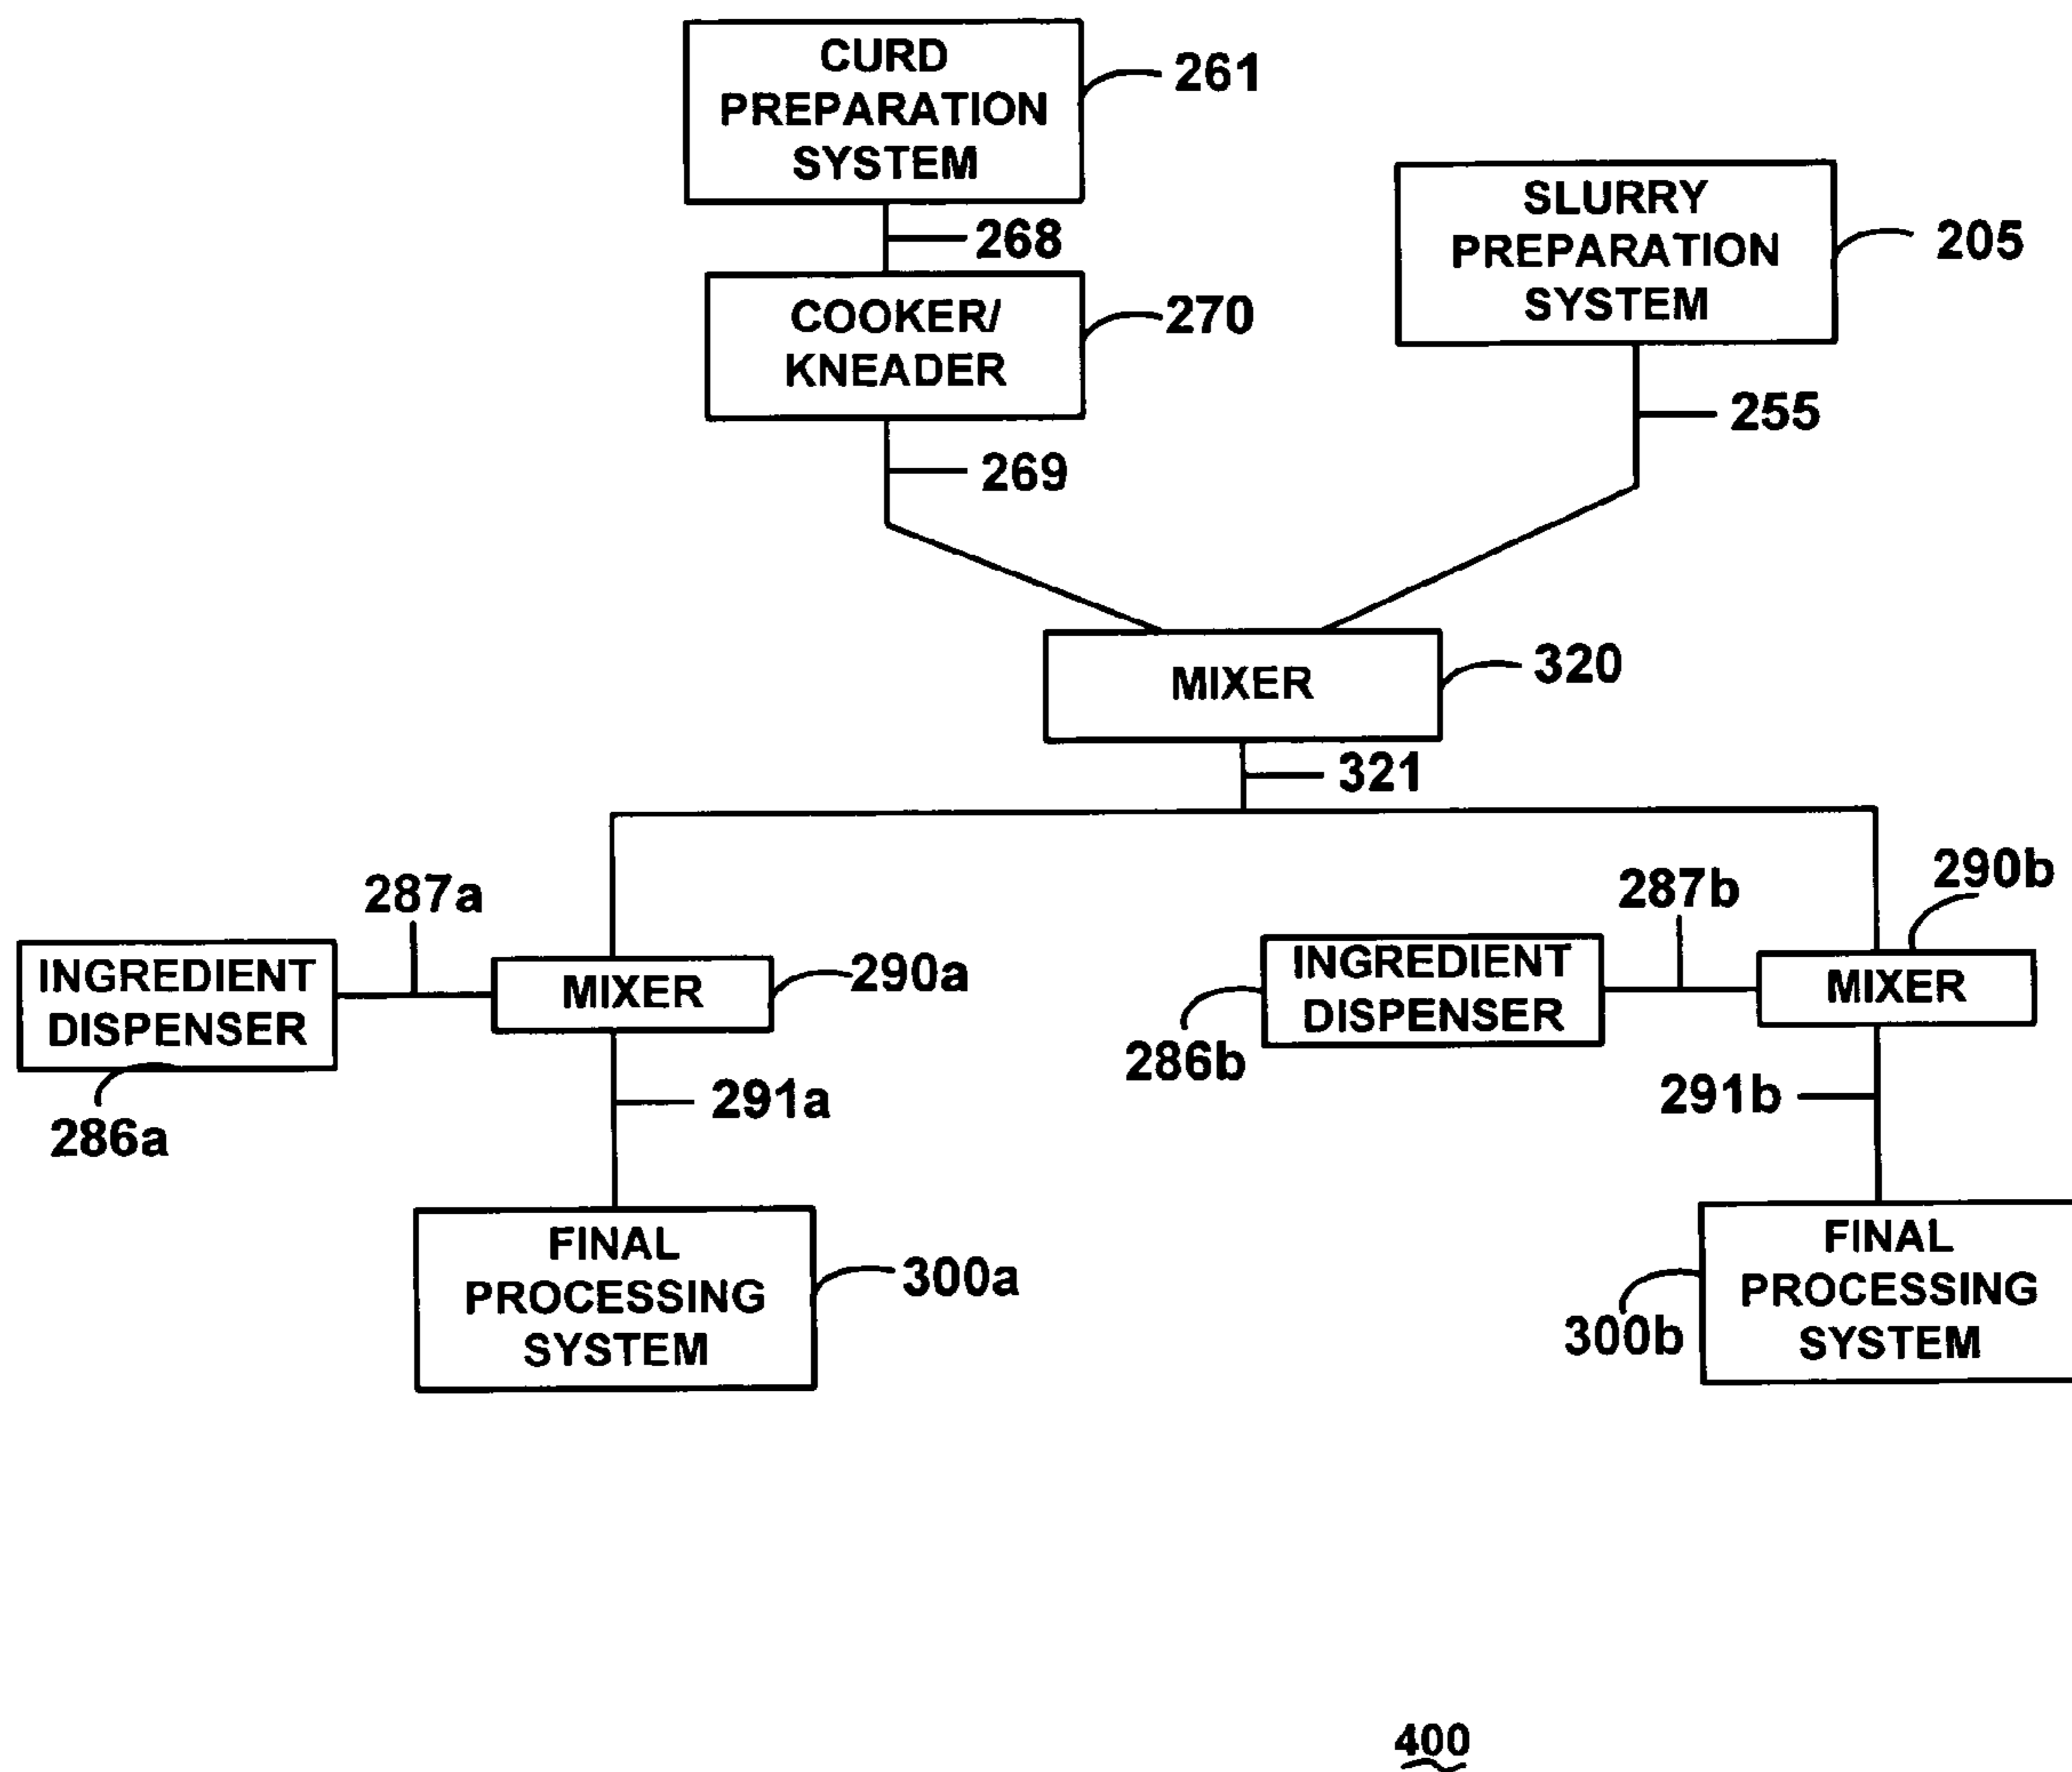 CURD
PREPARATION
SYSTEM
261
268
SLURRY
PREPARATION
SYSTEM
205
COOKER/
KNEADER
270
255
269
MIXER
320
321
287a
INGREDIENT
DISPENSER
286a
MIXER
290a
291a
FINAL
PROCESSING
SYSTEM
300a
287b
290b
INGREDIENT
DISPENSER
286b
MIXER
291b
FINAL
PROCESSING
SYSTEM
300b
400